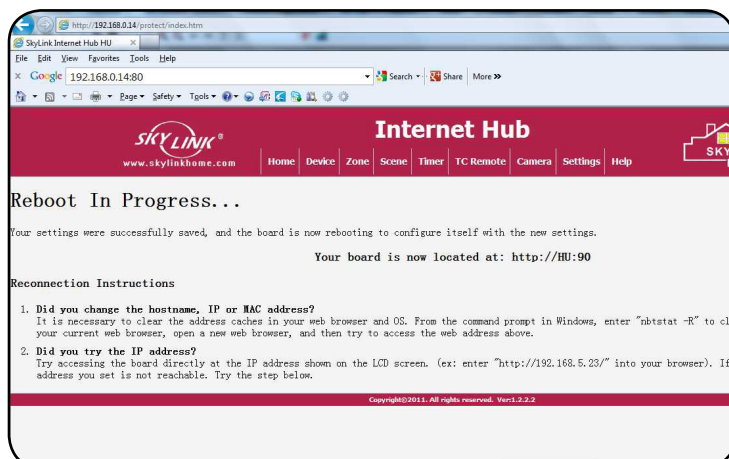 http://192.168.0.14/protect/index.htm
SkyLink Internet Hub HU ×
File Edit View Favorites Tools Help
× Google 192.168.0.14:80 Search Share More »
Page Safety Tools
SKYLINK®
www.skylinkhome.com
Internet Hub
Home Device Zone Scene Timer TC Remote Camera Settings Help
SKY
Reboot In Progress...
Your settings were successfully saved, and the board is now rebooting to configure itself with the new settings.
Your board is now located at: http://HU:90
Reconnection Instructions
1. Did you change the hostname, IP or MAC address?
It is necessary to clear the address caches in your web browser and OS. From the command prompt in Windows, enter "nbtstat -R" to cl
your current web browser, open a new web browser, and then try to access the web address above.
2. Did you try the IP address?
Try accessing the board directly at the IP address shown on the LCD screen. (ex: enter "http://192.168.5.23/" into your browser). If
address you set is not reachable. Try the step below.
Copyright©2011. All rights reserved. Ver:1.2.2.2